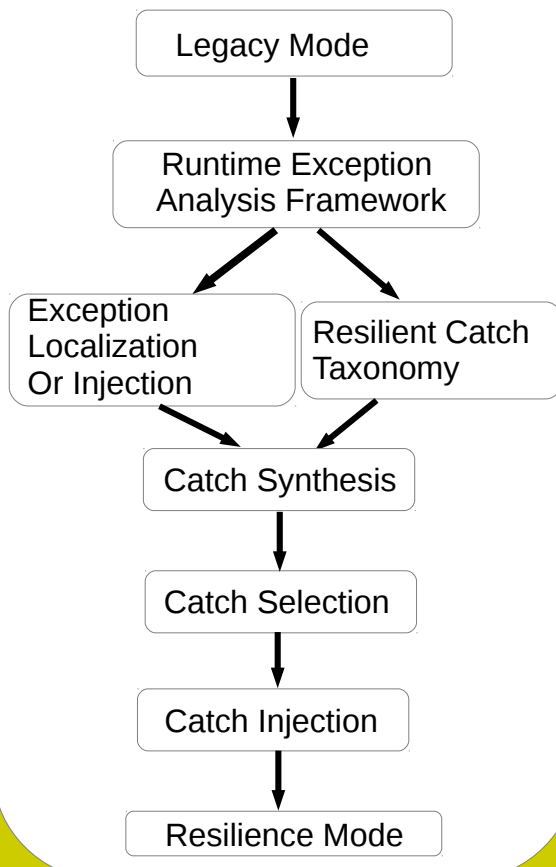 Legacy Mode
Runtime Exception
Analysis Framework
Exception
Localization
Or Injection
Resilient Catch
Taxonomy
Catch Synthesis
Catch Selection
Catch Injection
Resilience Mode